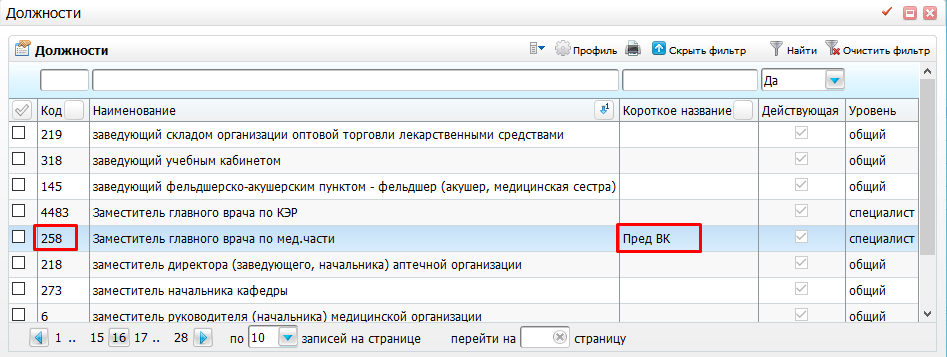 Должности
Должности Профиль Скрыть фильтр Найти Очистить фильтр
Да
Код Наименование Короткое название Действующая Уровень
219 заведующий складом организации оптовой торговли лекарственными средствами общий
318 заведующий учебным кабинетом общий
145 заведующий фельдшерско-акушерским пунктом - фельдшер (акушер, медицинская сестра) общий
4483 Заместитель главного врача по КЭР специалист
258 Заместитель главного врача по мед.части Пред ВК специалист
218 заместитель директора (заведующего, начальника) аптечной организации общий
273 заместитель начальника кафедры общий
6 заместитель руководителя (начальника) медицинской организации общий
1 .. 15 16 17 .. 28 по 10 записей на странице перейти на страницу